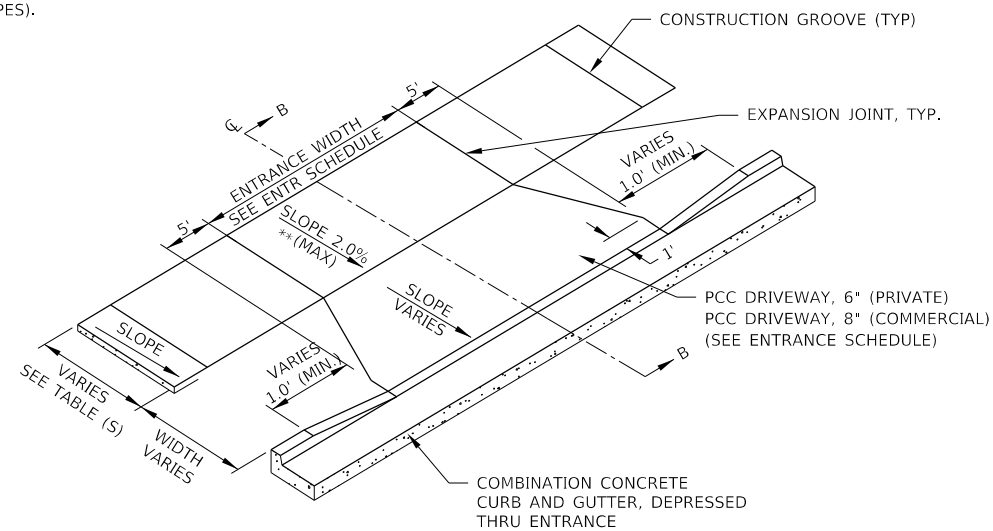 PES).
CONSTRUCTION GROOVE (TYP)
5'
℄
B
ENTRANCE WIDTH
SEE ENTR SCHEDULE
EXPANSION JOINT, TYP.
VARIES
1.0' (MIN.)
5'
SLOPE 2.0%
**(MAX)
1'
SLOPE
VARIES
PCC DRIVEWAY, 6" (PRIVATE)
PCC DRIVEWAY, 8" (COMMERCIAL)
(SEE ENTRANCE SCHEDULE)
SLOPE
VARIES
1.0' (MIN.)
B
VARIES
SEE TABLE (S)
WIDTH
VARIES
COMBINATION CONCRETE
CURB AND GUTTER, DEPRESSED
THRU ENTRANCE